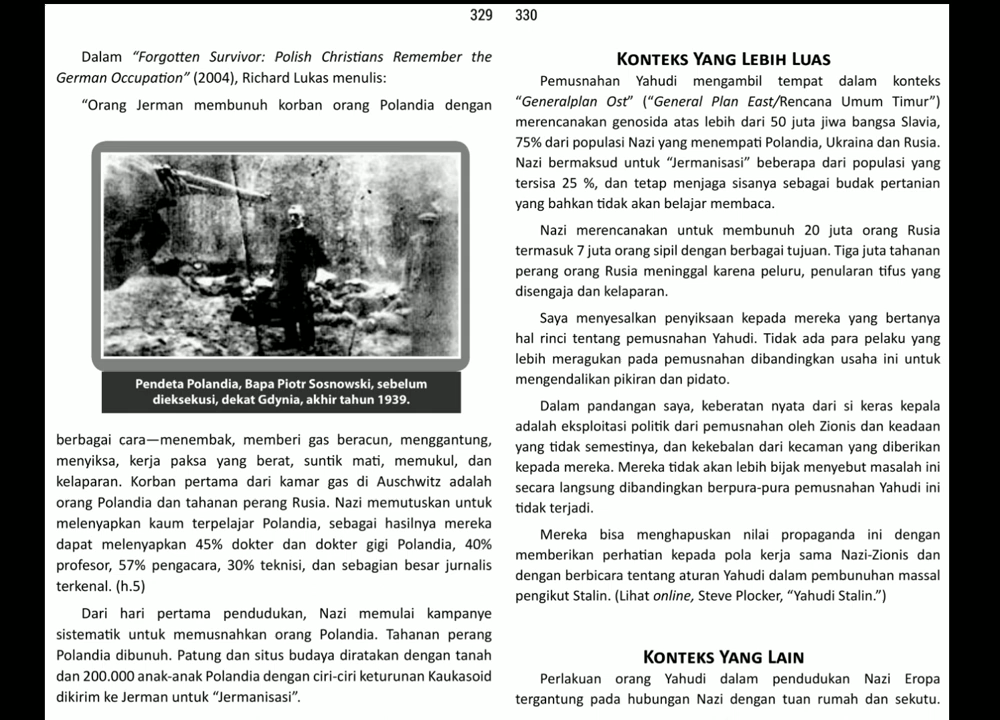 329
Dalam “Forgotten Survivor: Polish Christians Remember the
German Occupation” (2004), Richard Lukas menulis:
“Orang Jerman membunuh korban orang Polandia dengan
Pendeta Polandia, Bapa Piotr Sosnowski, sebelum
dieksekusi, dekat Gdynia, akhir tahun 1939.
berbagai cara—menembak, memberi gas beracun, menggantung,
menyiksa, kerja paksa yang berat, suntik mati, memukul, dan
kelaparan. Korban pertama dari kamar gas di Auschwitz adalah
orang Polandia dan tahanan perang Rusia. Nazi memutuskan untuk
melenyapkan kaum terpelajar Polandia, sebagai hasilnya mereka
dapat melenyapkan 45% dokter dan dokter gigi Polandia, 40%
profesor, 57% pengacara, 30% teknisi, dan sebagian besar jurnalis
terkenal. (h.5)
Dari hari pertama pendudukan, Nazi memulai kampanye
sistematik untuk memusnahkan orang Polandia. Tahanan perang
Polandia dibunuh. Patung dan situs budaya diratakan dengan tanah
dan 200.000 anak-anak Polandia dengan ciri-ciri keturunan Kaukasoid
dikirim ke Jerman untuk “Jermanisasi”.
330
KONTEKS YANG LEBIH LUAS
Pemusnahan Yahudi mengambil tempat dalam konteks
“Generalplan Ost” (“General Plan East/Rencana Umum Timur”)
merencanakan genosida atas lebih dari 50 juta jiwa bangsa Slavia,
75% dari populasi Nazi yang menempati Polandia, Ukraina dan Rusia.
Nazi bermaksud untuk “Jermanisasi” beberapa dari populasi yang
tersisa 25 %, dan tetap menjaga sisanya sebagai budak pertanian
yang bahkan tidak akan belajar membaca.
Nazi merencanakan untuk membunuh 20 juta orang Rusia
termasuk 7 juta orang sipil dengan berbagai tujuan. Tiga juta tahanan
perang orang Rusia meninggal karena peluru, penularan tifus yang
disengaja dan kelaparan.
Saya menyesalkan penyiksaan kepada mereka yang bertanya
hal rinci tentang pemusnahan Yahudi. Tidak ada para pelaku yang
lebih meragukan pada pemusnahan dibandingkan usaha ini untuk
mengendalikan pikiran dan pidato.
Dalam pandangan saya, keberatan nyata dari si keras kepala
adalah eksploitasi politik dari pemusnahan oleh Zionis dan keadaan
yang tidak semestinya, dan kekebalan dari kecaman yang diberikan
kepada mereka. Mereka tidak akan lebih bijak menyebut masalah ini
secara langsung dibandingkan berpura-pura pemusnahan Yahudi ini
tidak terjadi.
Mereka bisa menghapuskan nilai propaganda ini dengan
memberikan perhatian kepada pola kerja sama Nazi-Zionis dan
dengan berbicara tentang aturan Yahudi dalam pembunuhan massal
pengikut Stalin. (Lihat online, Steve Plocker, “Yahudi Stalin.”)
KONTEKS YANG LAIN
Perlakuan orang Yahudi dalam pendudukan Nazi Eropa
tergantung pada hubungan Nazi dengan tuan rumah dan sekutu.